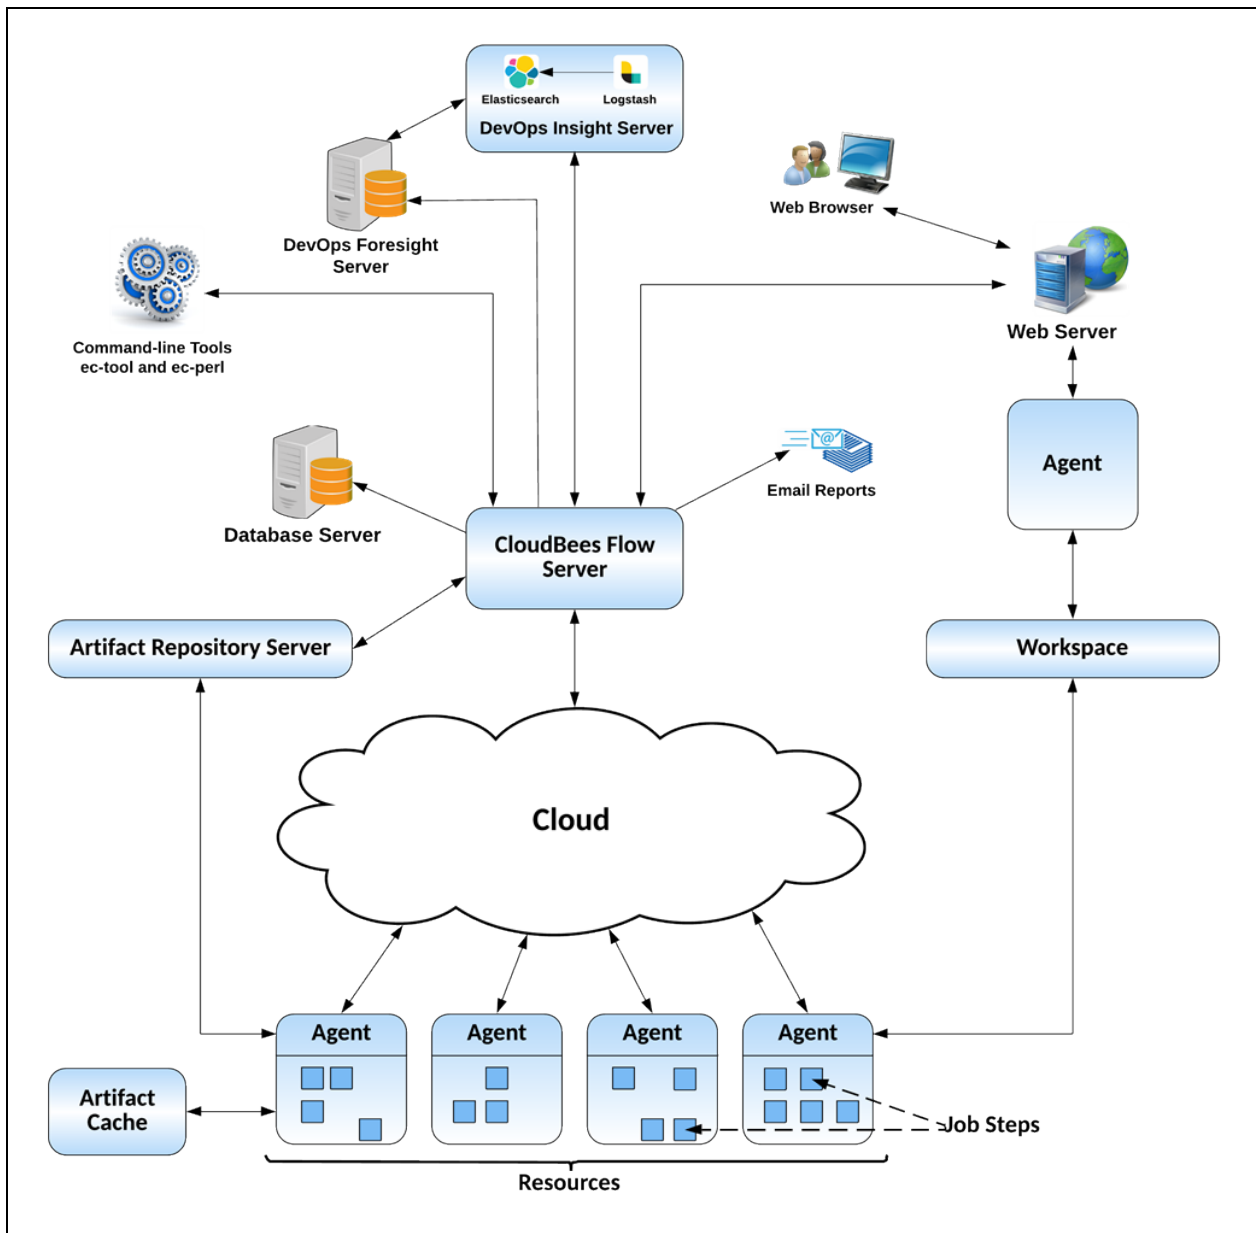 Elasticsearch
Logstash
DevOps Insight Server
Web Browser
DevOps Foresight
Server
Web Server
Command-line Tools
ec-tool and ec-perl
Agent
@
Email Reports
Database Server
CloudBees Flow
Server
Artifact Repository Server
Workspace
Cloud
Agent
Agent
Agent
Agent
Artifact
Cache
Job Steps
Resources